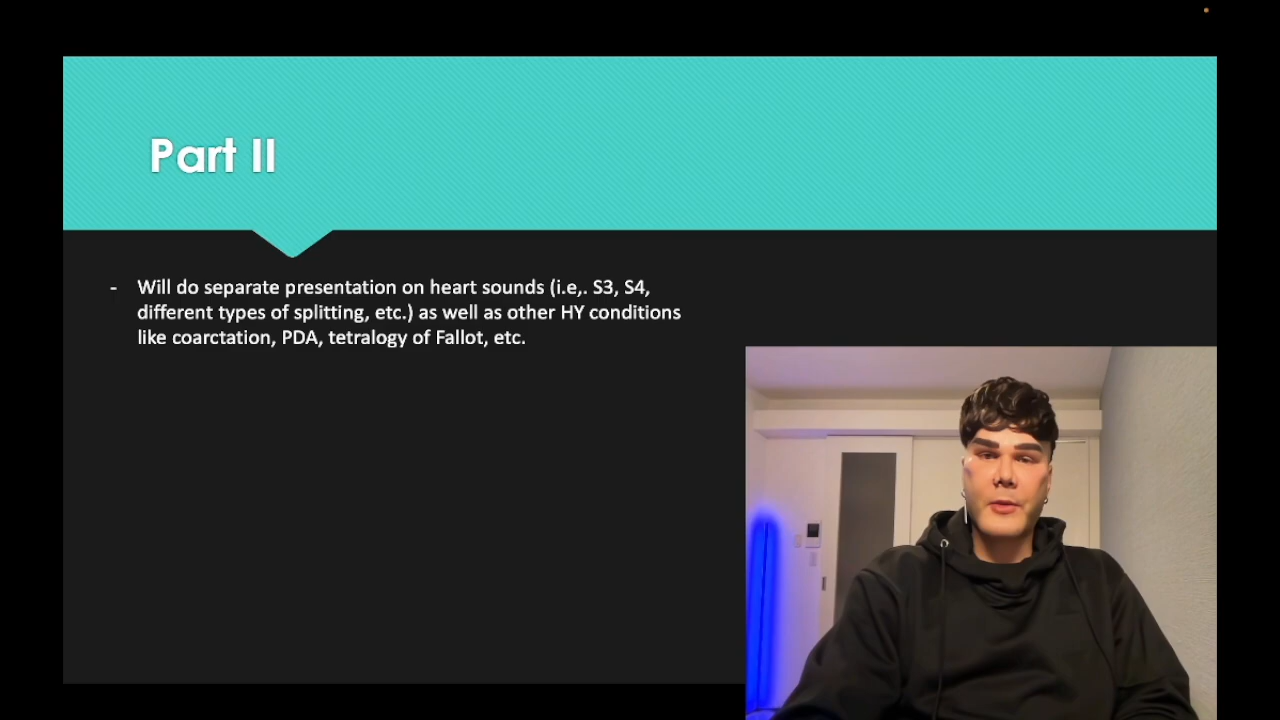 Part II
- Will do separate presentation on heart sounds (i.e,. S3, S4,
different types of splitting, etc.) as well as other HY conditions
like coarctation, PDA, tetralogy of Fallot, etc.